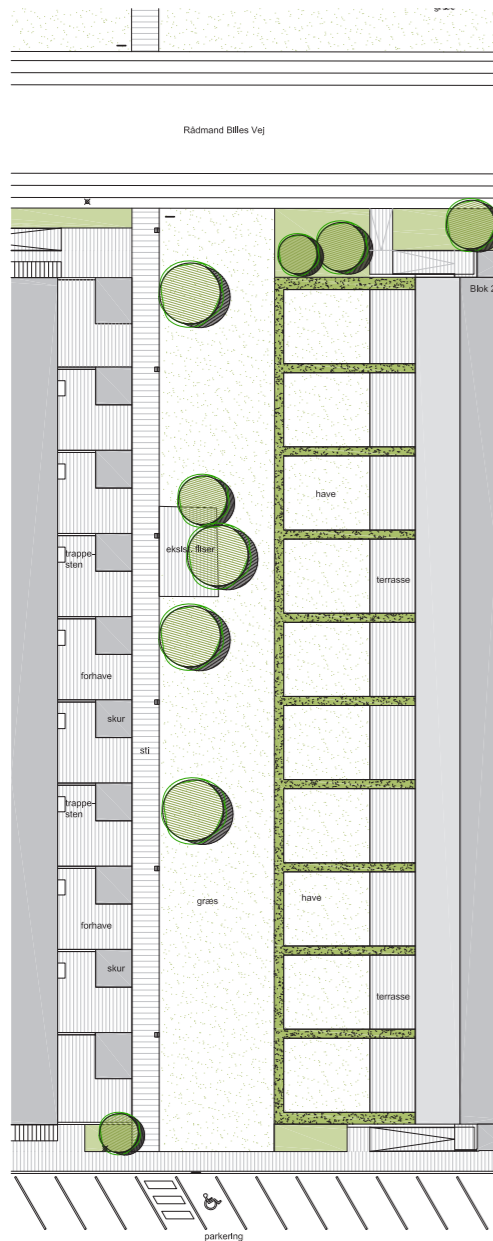 Rådmand Billes Vej
Blok 2
have
eksist. fliser
trappe-
sten
terrasse
forhave
skur
sti
trappe-
sten
græs
have
forhave
skur
terrasse
parkering